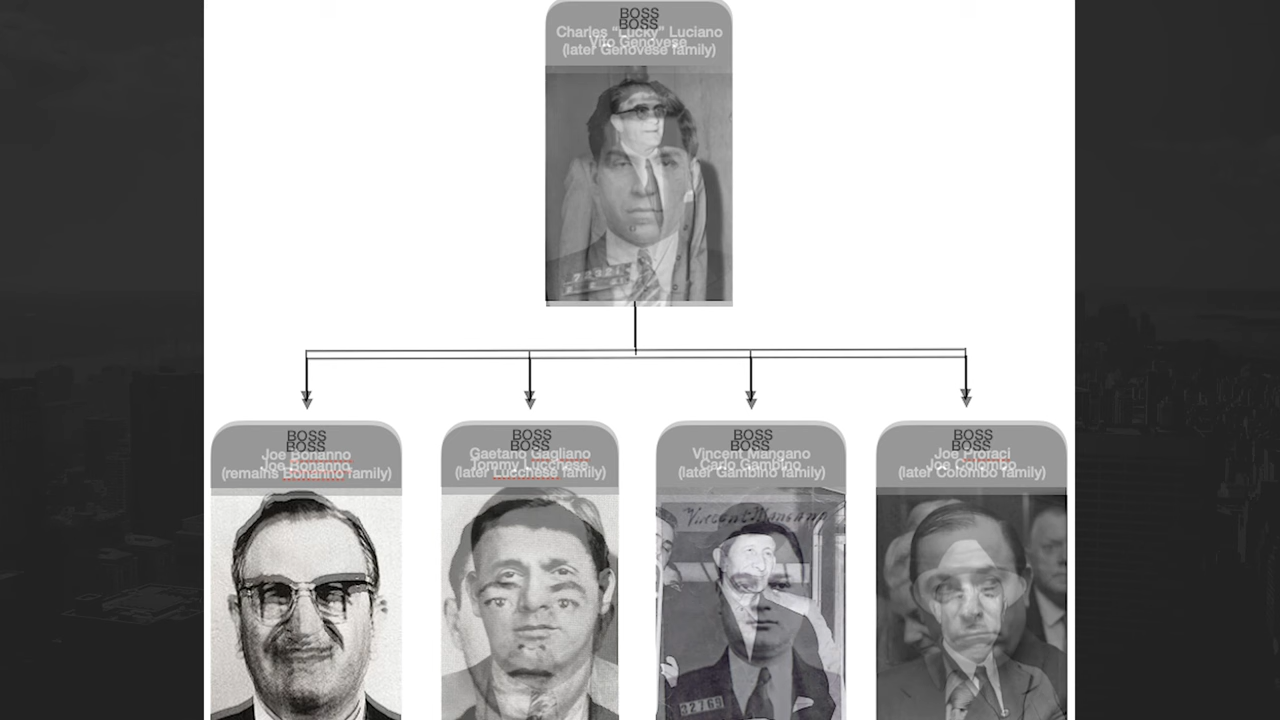 BOSS
BOSS
Charles "Lucky" Luciano
Vito Genovese
(later Genovese family)
72321
BOSS
BOSS
Joe Bonanno
Joe Bonanno
(remains Bonanno family)
BOSS
BOSS
Gaetano Gagliano
Tommy Lucchese
(later Lucchese family)
BOSS
BOSS
Vincent Mangano
Carlo Gambino
(later Gambino family)
Vincent Mangano
32769
BOSS
BOSS
Joe Profaci
Joe Colombo
(later Colombo family)